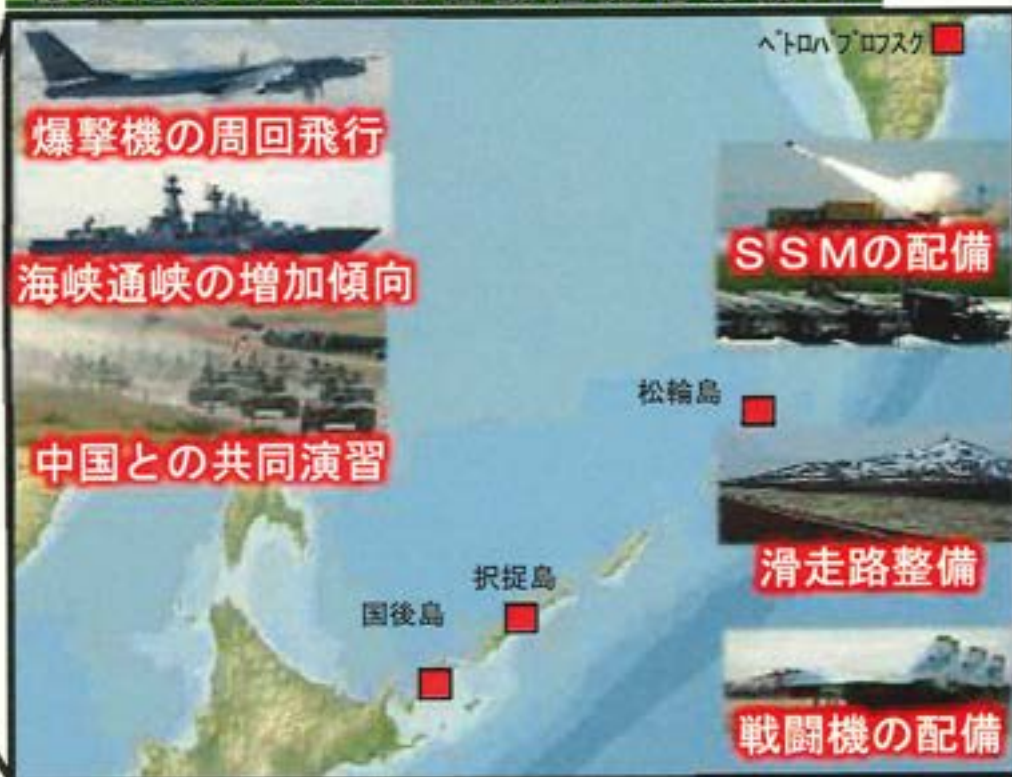 爆撃機の周回飛行
海峡通峡の増加傾向
中国との共同演習
ペトロパブロフスク
SSMの配備
松輪島
滑走路整備
択捉島
国後島
戦闘機の配備